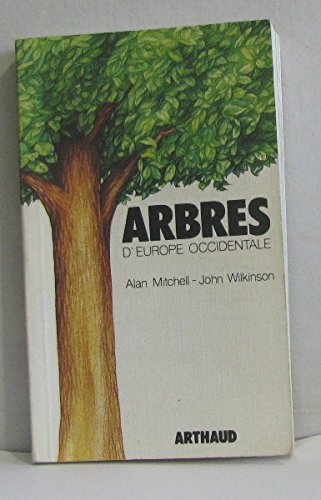 ARBRES
D'EUROPE OCCIDENTALE
Alan Mitchell - John Wilkinson
ARTHAUD